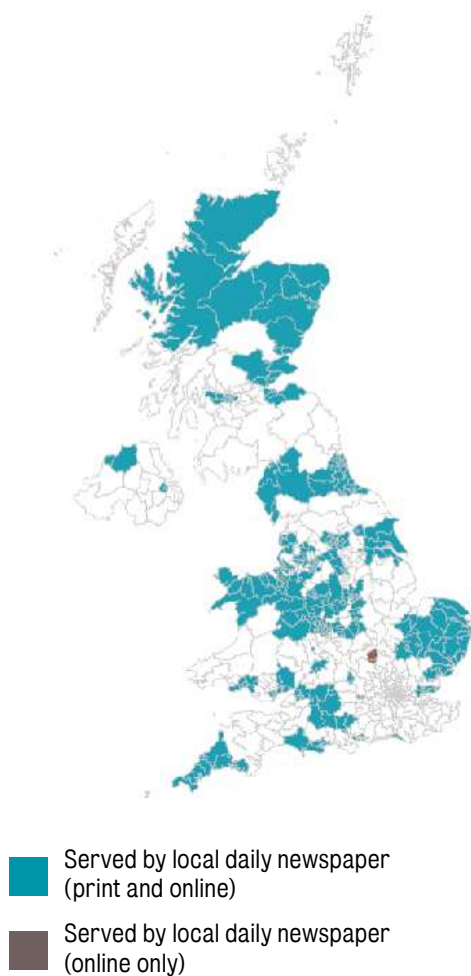 Served by local daily newspaper
(print and online)
Served by local daily newspaper
(online only)